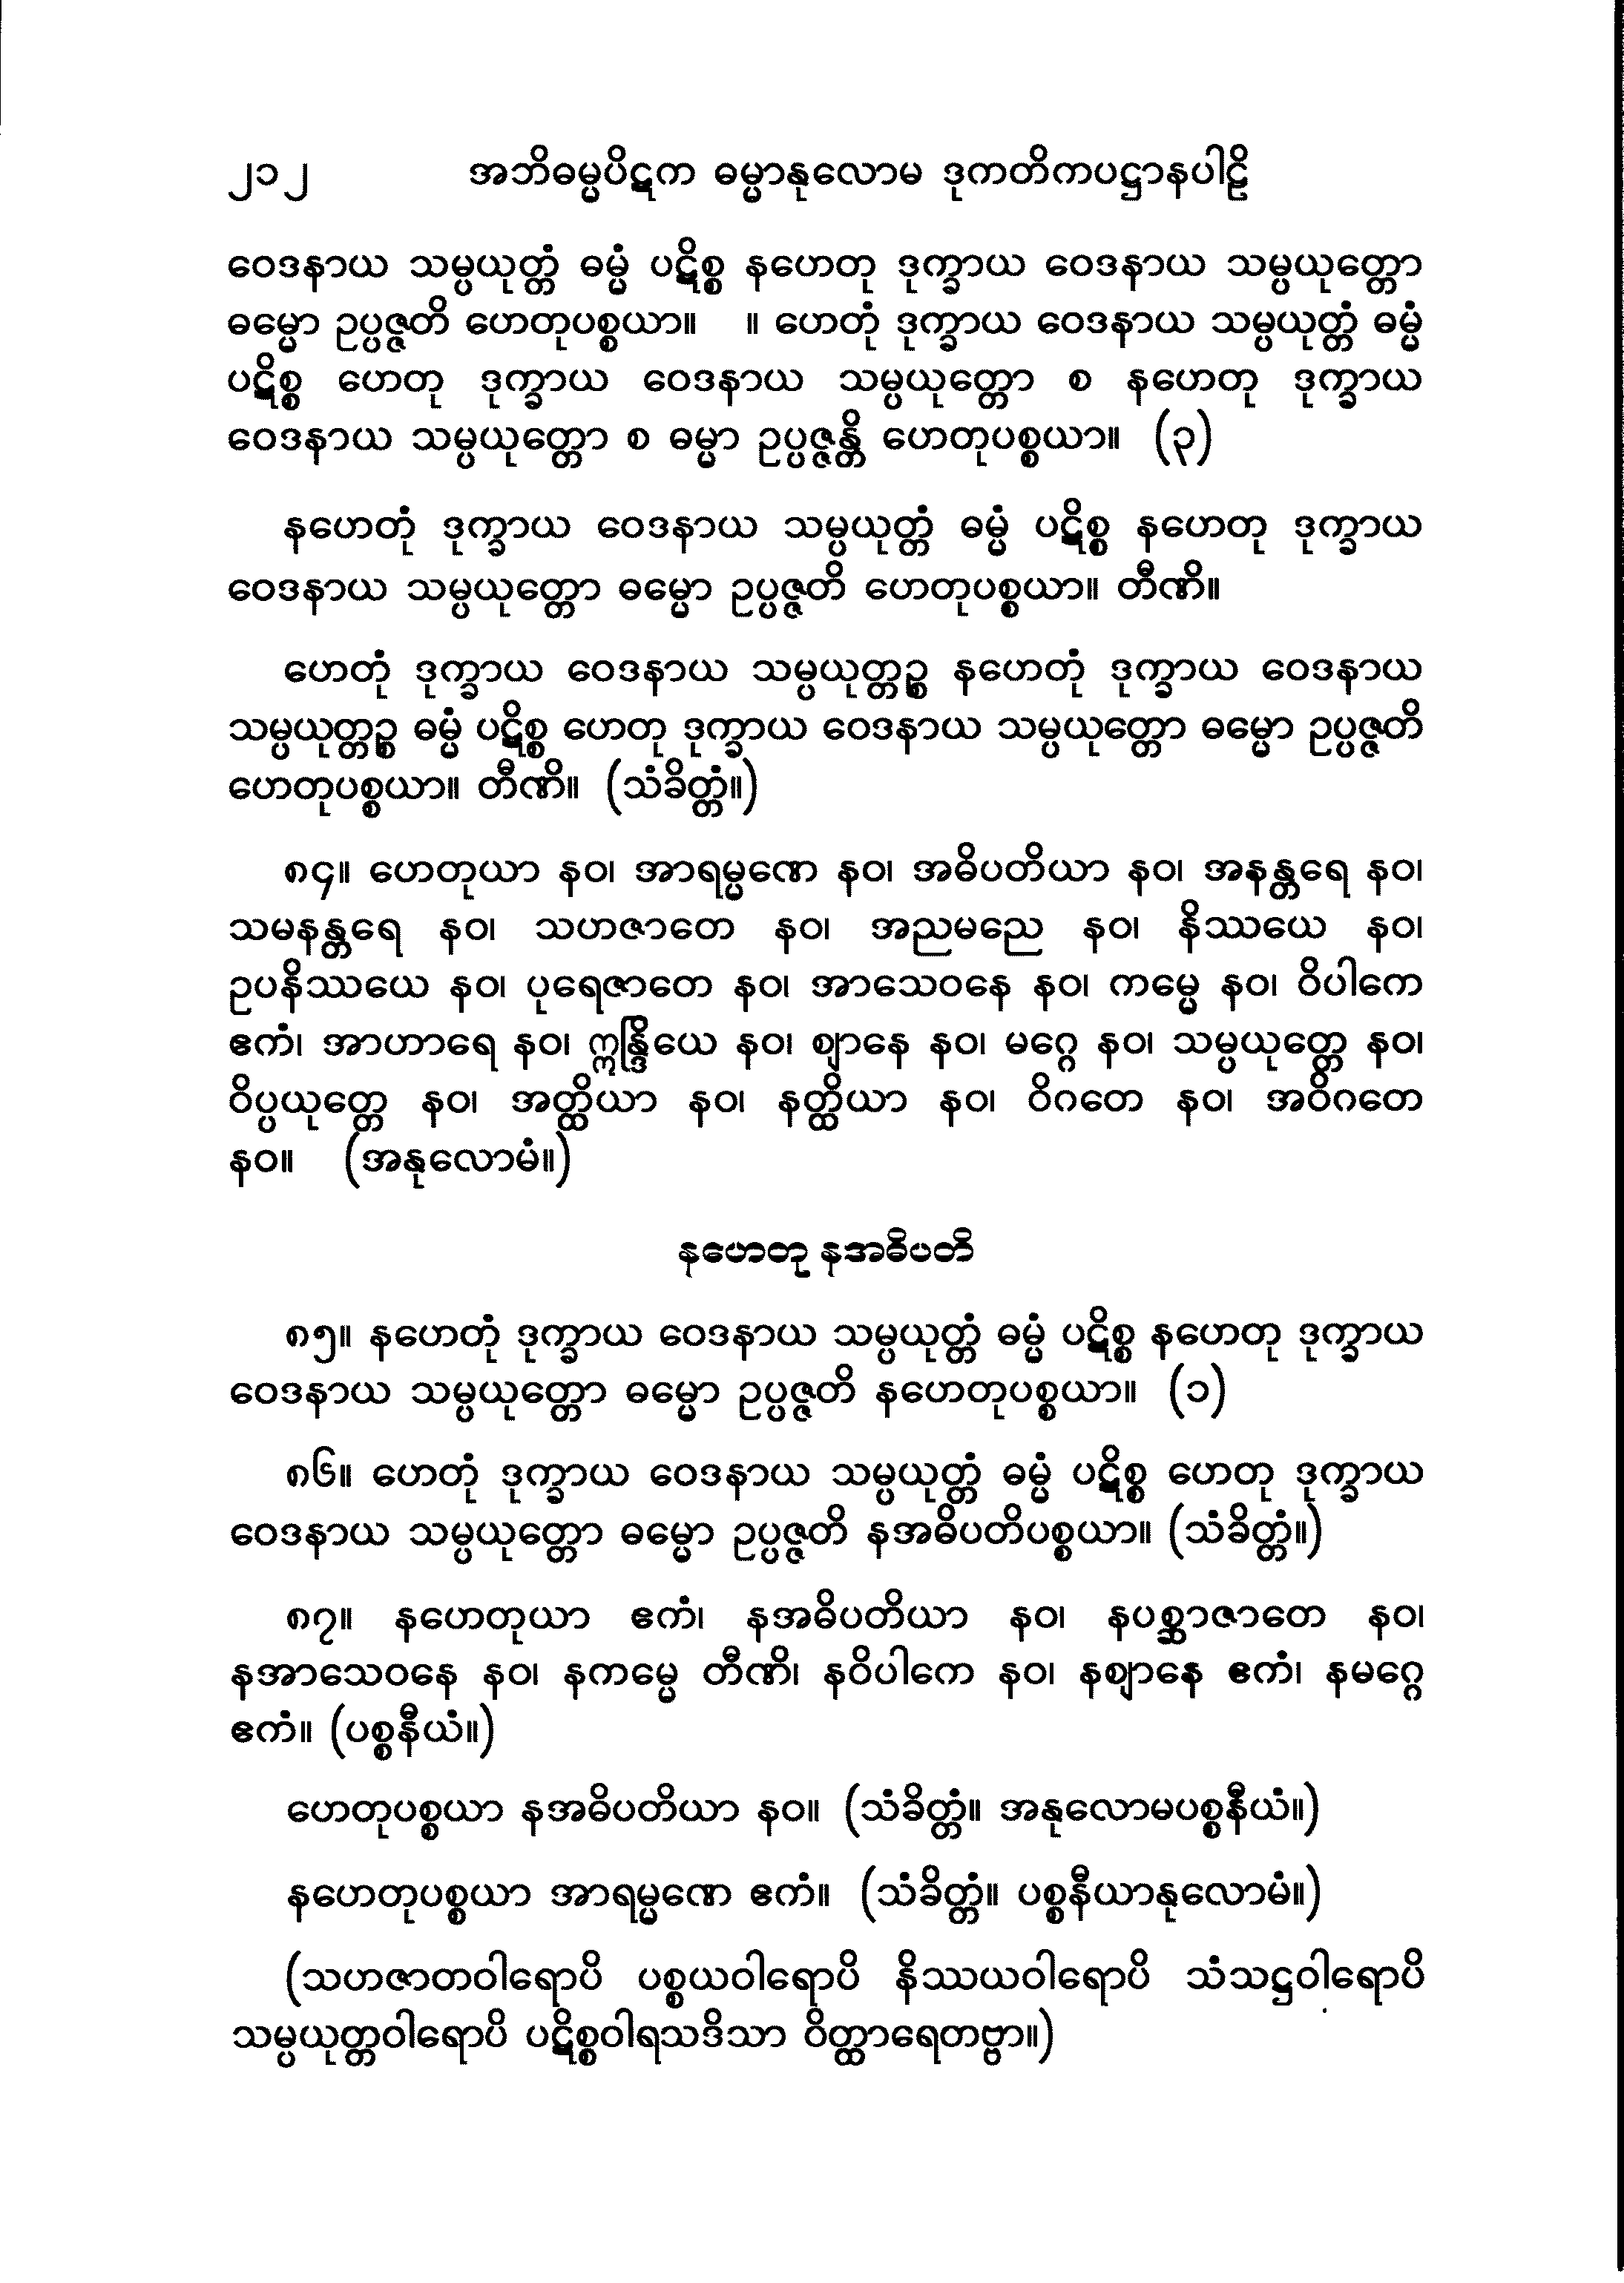 ၂၁၂ အဘိဓမ္မပိဋက ဓမ္မာနုလောမ ဒုကတိကပဋ္ဌာနပါဠိ
ဝေဒနာယ သမ္ပယုတ္တံ ဓမ္မံ ပဋိစ္စ နဟေတု ဒုက္ခာယ ဝေဒနာယ သမ္ပယုတ္တော
ဓမ္မော ဥပ္ပဇ္ဇတိ ဟေတုပစ္စယာ။ ။ ဟေတုံ ဒုက္ခာယ ဝေဒနာယ သမ္ပယုတ္တံ ဓမ္မံ
ပဋိစ္စ ဟေတု ဒုက္ခာယ ဝေဒနာယ သမ္ပယုတ္တော စ နဟေတု ဒုက္ခာယ
ဝေဒနာယ သမ္ပယုတ္တော စ ဓမ္မာ ဥပ္ပဇ္ဇန္တိ ဟေတုပစ္စယာ။ (၃)
နဟေတုံ ဒုက္ခာယ ဝေဒနာယ သမ္ပယုတ္တံ ဓမ္မံ ပဋိစ္စ နဟေတု ဒုက္ခာယ
ဝေဒနာယ သမ္ပယုတ္တော ဓမ္မော ဥပ္ပဇ္ဇတိ ဟေတုပစ္စယာ။ တီဏိ။
ဟေတုံ ဒုက္ခာယ ဝေဒနာယ သမ္ပယုတ္တဉ္စ နဟေတုံ ဒုက္ခာယ ဝေဒနာယ
သမ္ပယုတ္တဉ္စ ဓမ္မံ ပဋိစ္စ ဟေတု ဒုက္ခာယ ဝေဒနာယ သမ္ပယုတ္တော ဓမ္မော ဥပ္ပဇ္ဇတိ
ဟေတုပစ္စယာ။ တီဏိ။ (သံခိတ္တံ။)
၈၄။ ဟေတုယာ နဝ၊ အာရမ္မဏေ နဝ၊ အဓိပတိယာ နဝ၊ အနန္တရေ နဝ၊
သမနန္တရေ နဝ၊ သဟဇာတေ နဝ၊ အညမညေ နဝ၊ နိဿယေ နဝ၊
ဥပနိဿယေ နဝ၊ ပုရေဇာတေ နဝ၊ အာသေဝနေ နဝ၊ ကမ္မေ နဝ၊ ဝိပါကေ
ဧကံ၊ အာဟာရေ နဝ၊ ဣန္ဒြိယေ နဝ၊ ဈာနေ နဝ၊ မဂ္ဂေ နဝ၊ သမ္ပယုတ္တေ နဝ၊
ဝိပ္ပယုတ္တေ နဝ၊ အတ္ထိယာ နဝ၊ နတ္ထိယာ နဝ၊ ဝိဂတေ နဝ၊ အဝိဂတေ
နဝ။ (အနုလောမံ။)
နဟေတု နအဓိပတိ
၈၅။ နဟေတုံ ဒုက္ခာယ ဝေဒနာယ သမ္ပယုတ္တံ ဓမ္မံ ပဋိစ္စ နဟေတု ဒုက္ခာယ
ဝေဒနာယ သမ္ပယုတ္တော ဓမ္မော ဥပ္ပဇ္ဇတိ နဟေတုပစ္စယာ။ (၁)
၈၆။ ဟေတုံ ဒုက္ခာယ ဝေဒနာယ သမ္ပယုတ္တံ ဓမ္မံ ပဋိစ္စ ဟေတု ဒုက္ခာယ
ဝေဒနာယ သမ္ပယုတ္တော ဓမ္မော ဥပ္ပဇ္ဇတိ နအဓိပတိပစ္စယာ။ (သံခိတ္တံ။)
၈၇။ နဟေတုယာ ဧကံ၊ နအဓိပတိယာ နဝ၊ နပစ္ဆာဇာတေ နဝ၊
နအာသေဝနေ နဝ၊ နကမ္မေ တီဏိ၊ နဝိပါကေ နဝ၊ နဈာနေ ဧကံ၊ နမဂ္ဂေ
ဧကံ။ (ပစ္စနီယံ။)
ဟေတုပစ္စယာ နအဓိပတိယာ နဝ။ (သံခိတ္တံ။ အနုလောမပစ္စနီယံ။)
နဟေတုပစ္စယာ အာရမ္မဏေ ဧကံ။ (သံခိတ္တံ။ ပစ္စနီယာနုလောမံ။)
(သဟဇာတဝါရောပိ ပစ္စယဝါရောပိ နိဿယဝါရောပိ သံသဋ္ဌဝါရောပိ
သမ္ပယုတ္တဝါရောပိ ပဋိစ္စဝါရသဒိသာ ဝိတ္ထာရေတဗ္ဗာ။)